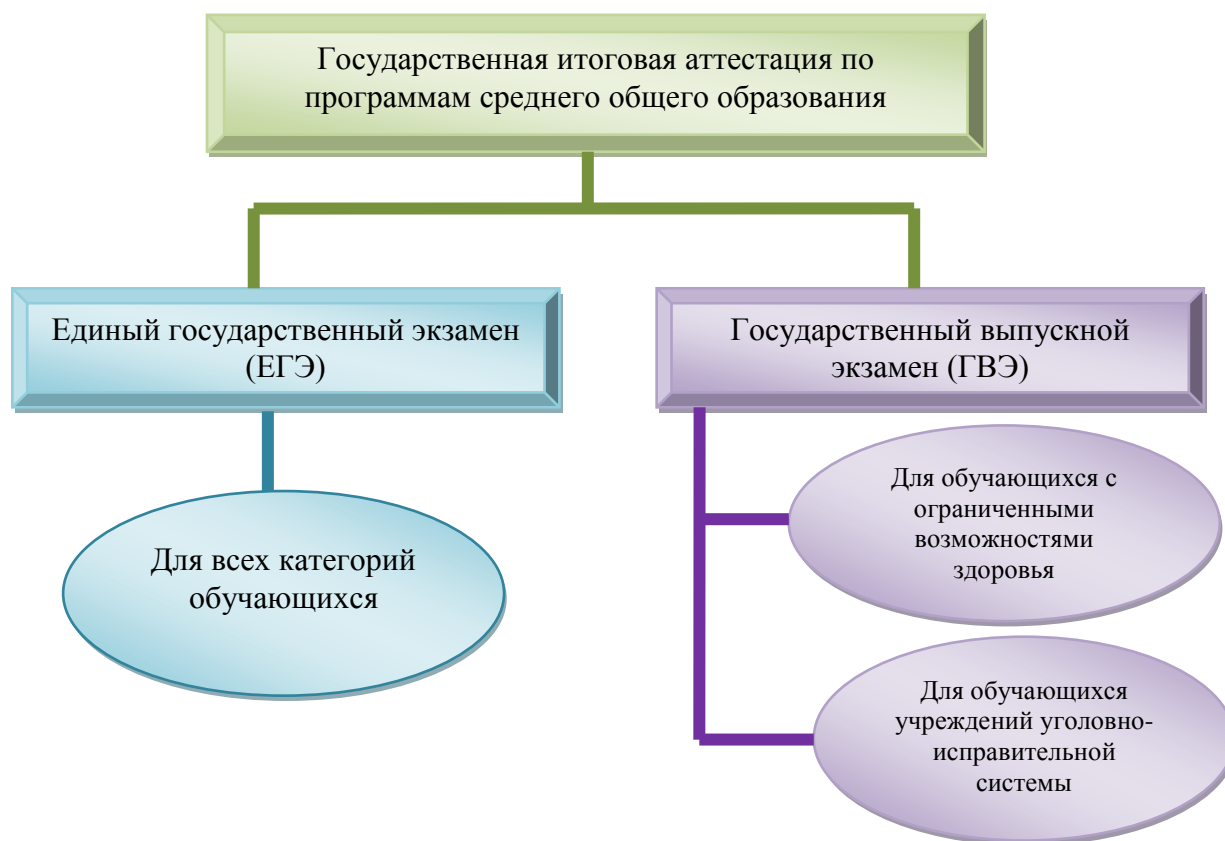 Государственная итоговая аттестация по
программам среднего общего образования
Единый государственный экзамен
(ЕГЭ)
Государственный выпускной
экзамен (ГВЭ)
Для всех категорий
обучающихся
Для обучающихся с
ограниченными
возможностями
здоровья
Для обучающихся
учреждений уголовно-
исправительной
системы